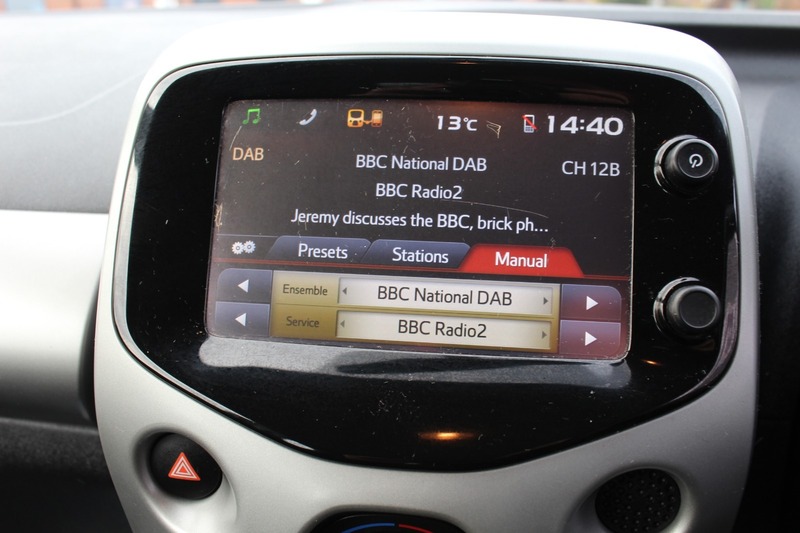 13°C 14:40
DAB BBC National DAB CH 12B
BBC Radio2
Jeremy discusses the BBC, brick ph...
Presets Stations Manual
Ensemble BBC National DAB
Service BBC Radio2